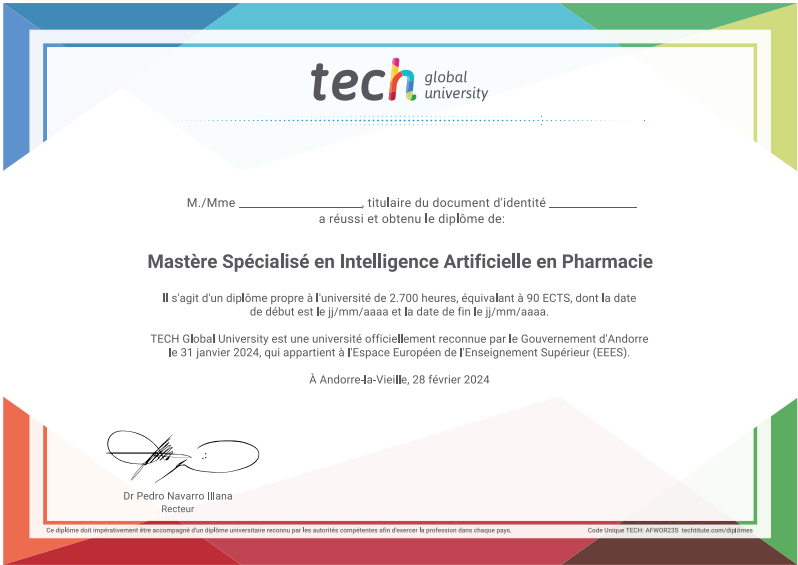 tech global university
M./Mme ____________________, titulaire du document d'identité ______________
a réussi et obtenu le diplôme de:
Mastère Spécialisé en Intelligence Artificielle en Pharmacie
Il s'agit d'un diplôme propre à l'université de 2.700 heures, équivalant à 90 ECTS, dont la date
de début est le jj/mm/aaaa et la date de fin le jj/mm/aaaa.
TECH Global University est une université officiellement reconnue par le Gouvernement d'Andorre
le 31 janvier 2024, qui appartient à l'Espace Européen de l'Enseignement Supérieur (EEES).
À Andorre-la-Vieille, 28 février 2024
Dr Pedro Navarro Illana
Recteur
Ce diplôme doit impérativement être accompagné d'un diplôme universitaire reconnu par les autorités compétentes afin d'exercer la profession dans chaque pays.
Code Unique TECH: AFWOR23S techtitute.com/diplômes